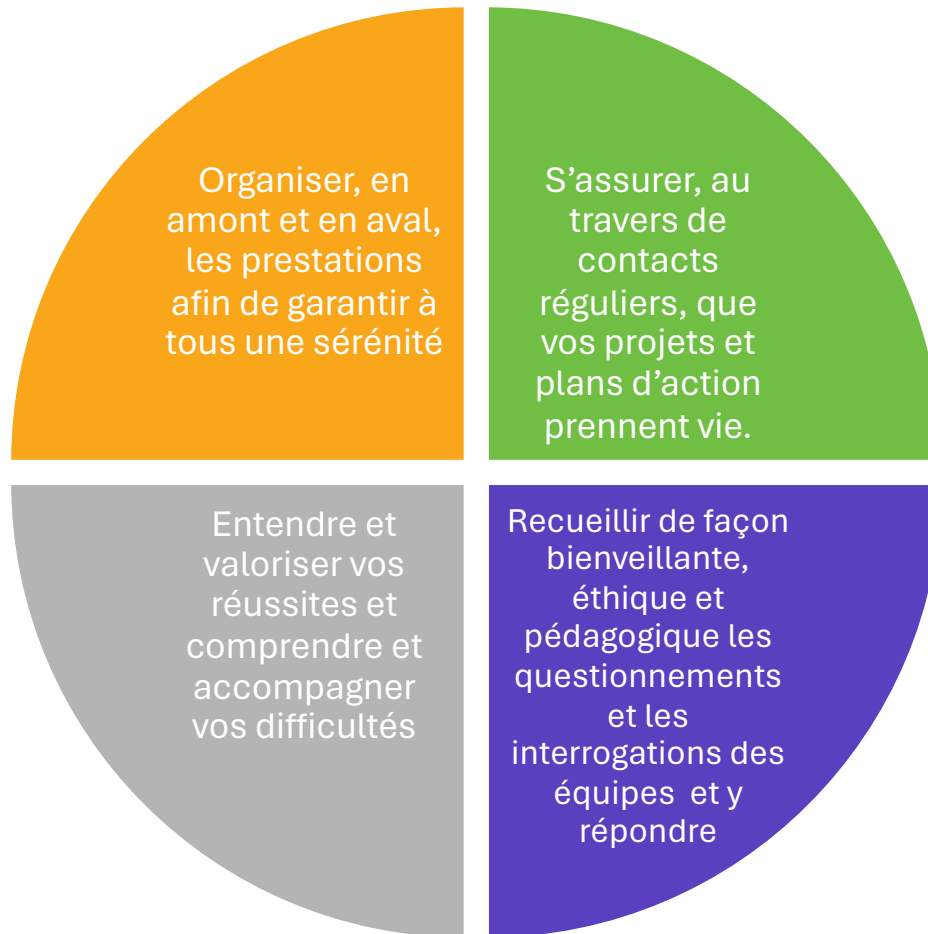 Organiser, en
amont et en aval,
les prestations
afin de garantir à
tous une sérénité
S’assurer, au
travers de
contacts
réguliers, que
vos projets et
plans d’action
prennent vie.
Entendre et
valoriser vos
réussites et
comprendre et
accompagner
vos difficultés
Recueillir de façon
bienveillante,
éthique et
pédagogique les
questionnements
et les
interrogations des
équipes  et y
répondre